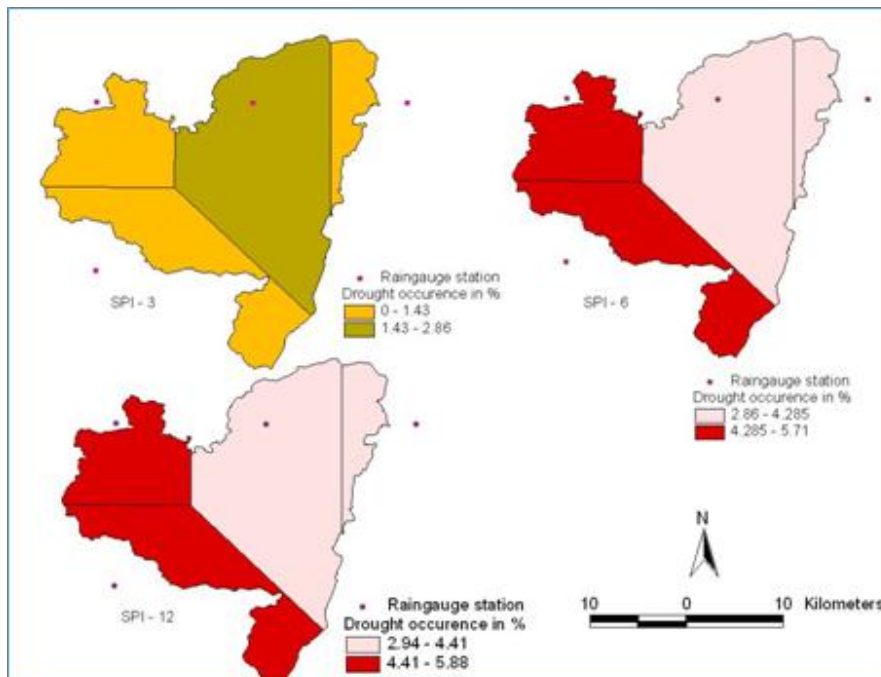 SPI - 3
Raingauge station
Drought occurence in %
0 - 1.43
1.43 - 2.86
SPI - 6
Raingauge station
Drought occurence in %
2.86 - 4.285
4.285 - 5.71
SPI - 12
Raingauge station
Drought occurence in %
2.94 - 4.41
4.41 - 5.88
N
10 0 10 Kilometers